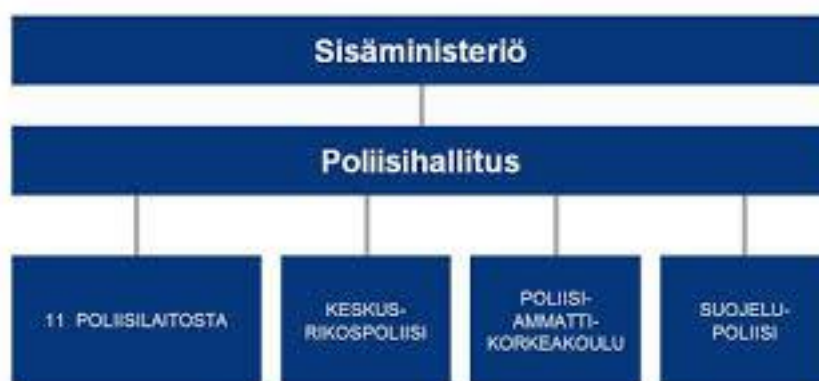 Sisäministeriö
Poliisihallitus
11 POLIISILAITOSTA
KESKUS-
RIKOSPOLIISI
POLIISI-
AMMATTI-
KORKEAKOULU
SUOJELU-
POLIISI